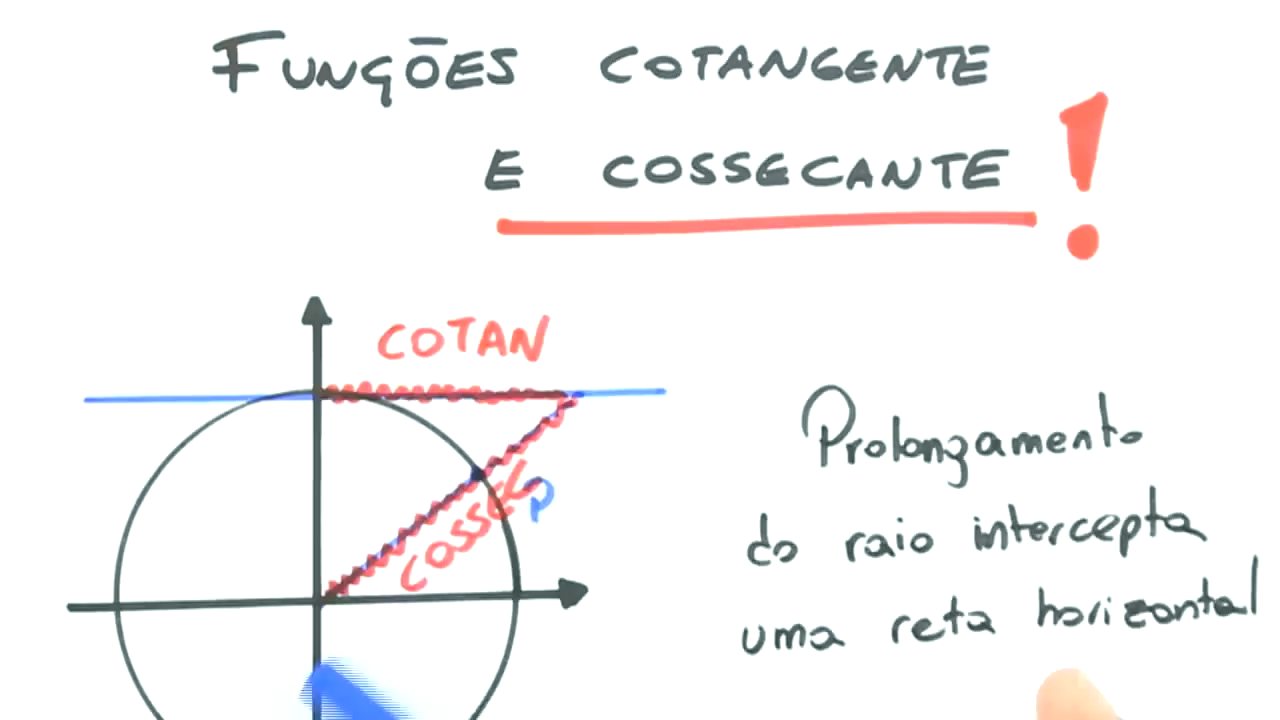 FUNÇÕES COTANGENTE
E COSSECANTE!
COTAN
COSSEC
P
Prolongamento
do raio intercepta
uma reta horizontal